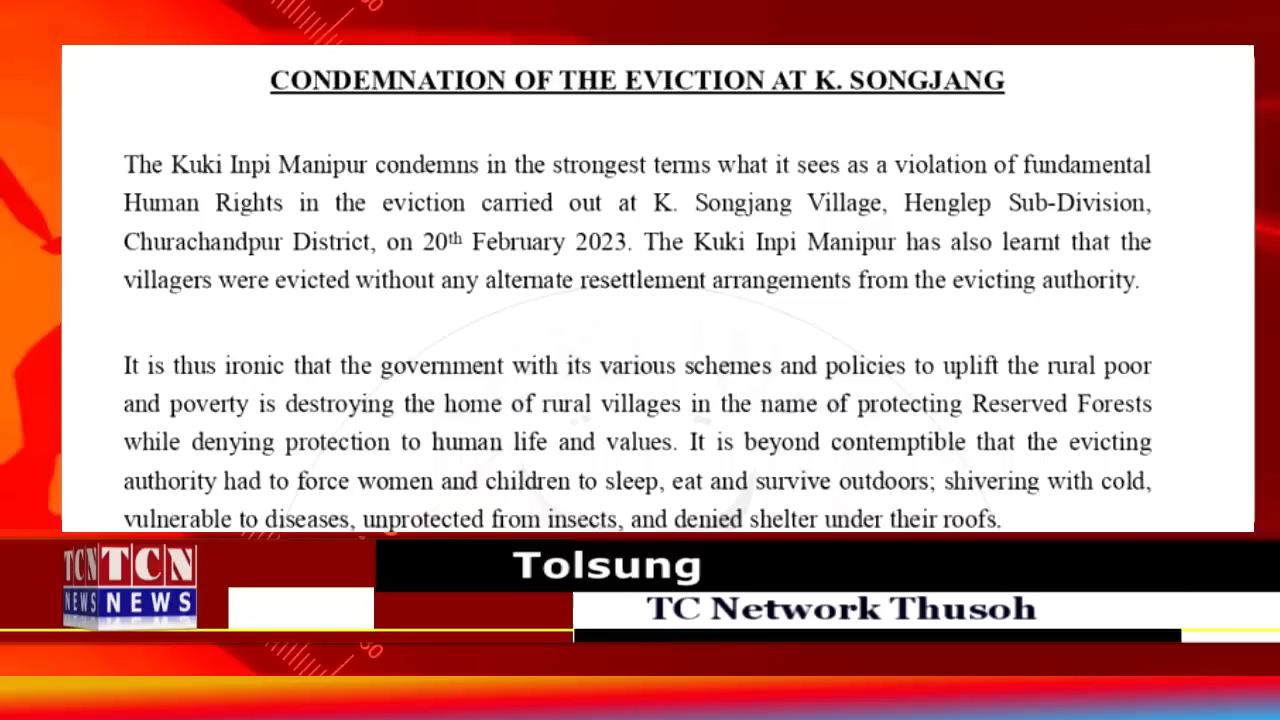 CONDEMNATION OF THE EVICTION AT K. SONGJANG
The Kuki Inpi Manipur condemns in the strongest terms what it sees as a violation of fundamental
Human Rights in the eviction carried out at K. Songjang Village, Henglep Sub-Division,
Churachandpur District, on 20th February 2023. The Kuki Inpi Manipur has also learnt that the
villagers were evicted without any alternate resettlement arrangements from the evicting authority.
It is thus ironic that the government with its various schemes and policies to uplift the rural poor
and poverty is destroying the home of rural villages in the name of protecting Reserved Forests
while denying protection to human life and values. It is beyond contemptible that the evicting
authority had to force women and children to sleep, eat and survive outdoors; shivering with cold,
vulnerable to diseases, unprotected from insects, and denied shelter under their roofs.
TCN TCN
NEWS NEWS
Tolsung
TC Network Thusoh